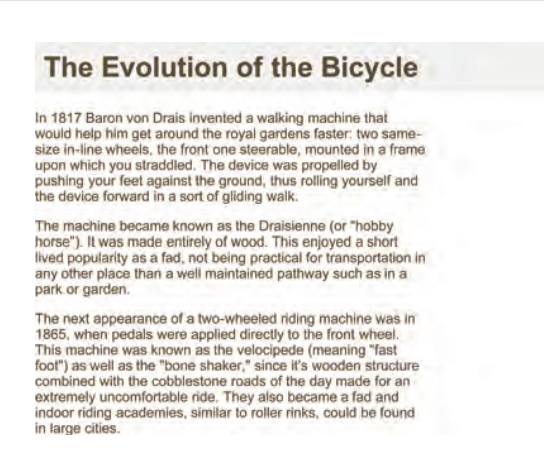 The Evolution of the Bicycle
In 1817 Baron von Drais invented a walking machine that
would help him get around the royal gardens faster: two same-
size in-line wheels, the front one steerable, mounted in a frame
upon which you straddled. The device was propelled by
pushing your feet against the ground, thus rolling yourself and
the device forward in a sort of gliding walk.
The machine became known as the Draisienne (or "hobby
horse"). It was made entirely of wood. This enjoyed a short
lived popularity as a fad, not being practical for transportation in
any other place than a well maintained pathway such as in a
park or garden.
The next appearance of a two-wheeled riding machine was in
1865, when pedals were applied directly to the front wheel.
This machine was known as the velocipede (meaning "fast
foot") as well as the "bone shaker," since it's wooden structure
combined with the cobblestone roads of the day made for an
extremely uncomfortable ride. They also became a fad and
indoor riding academies, similar to roller rinks, could be found
in large cities.